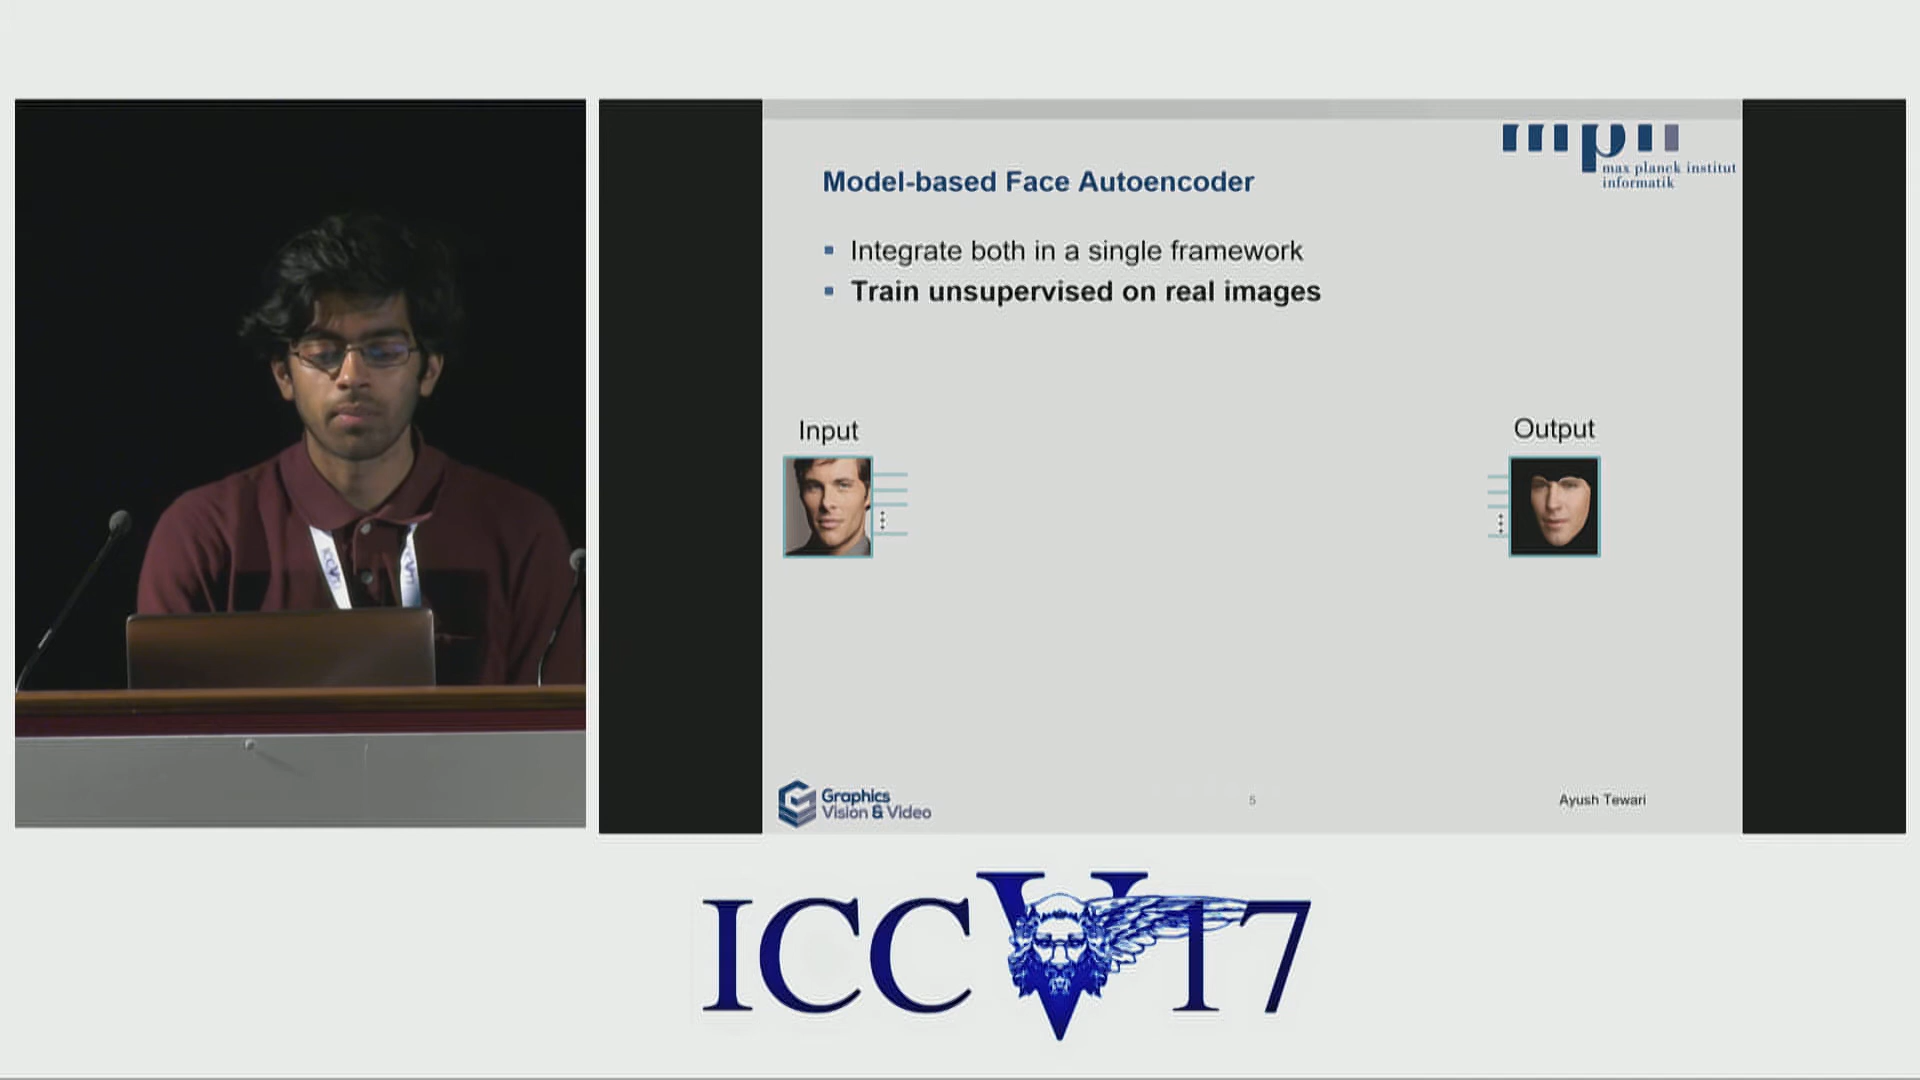 max planck institut
informatik
Model-based Face Autoencoder
Integrate both in a single framework
Train unsupervised on real images
Input
Output
Graphics
Vision & Video
5
Ayush Tewari
ICCV17